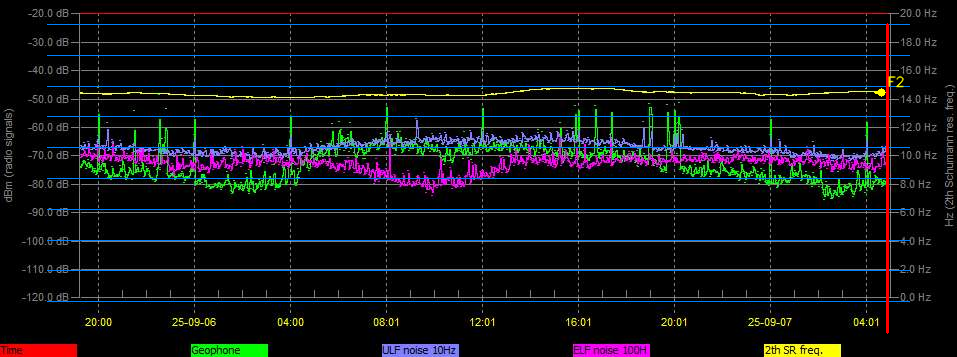 -20.0 dB 20.0 Hz
-30.0 dB 18.0 Hz
-40.0 dB 16.0 Hz
F2
-50.0 dB 14.0 Hz
-60.0 dB 12.0 Hz
-70.0 dB 10.0 Hz
-80.0 dB 8.0 Hz
-90.0 dB 6.0 Hz
-100.0 dB 4.0 Hz
-110.0 dB 2.0 Hz
-120.0 dB 0.0 Hz
dBm (radio signals)
Hz (2th Schumann res. freq.)
20:00 25-09-06 04:00 08:01 12:01 16:01 20:01 25-09-07 04:01
Time Geophone ULF noise 10Hz ELF noise 100H 2th SR freq.